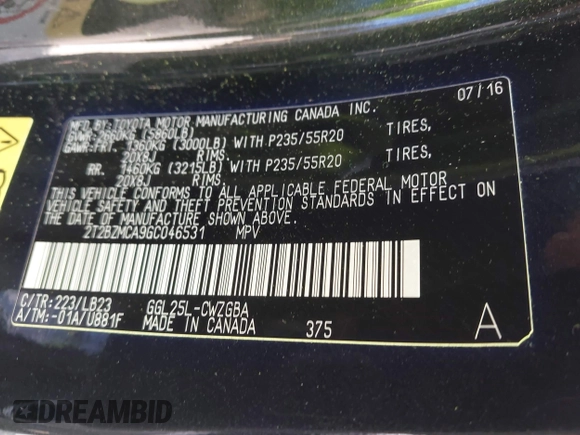 MFD. BY: TOYOTA MOTOR MANUFACTURING CANADA INC. 07/16
GVWR: 2660KG (5860LB)
GAWR:FRT. 1360KG (3000LB) WITH P235/55R20 TIRES,
20X8J RIMS.
RR. 1460KG (3215LB) WITH P235/55R20 TIRES,
20X8J RIMS.
THIS VEHICLE CONFORMS TO ALL APPLICABLE FEDERAL MOTOR
VEHICLE SAFETY AND THEFT PREVENTION STANDARDS IN EFFECT ON
THE DATE OF MANUFACTURE SHOWN ABOVE.
2T2BZMCA9GC046531 MPV
C/TR:223/LB23 GGL25L-CWZGBA
A/TM:-01A/U881F MADE IN CANADA 375 A
DREAMBID